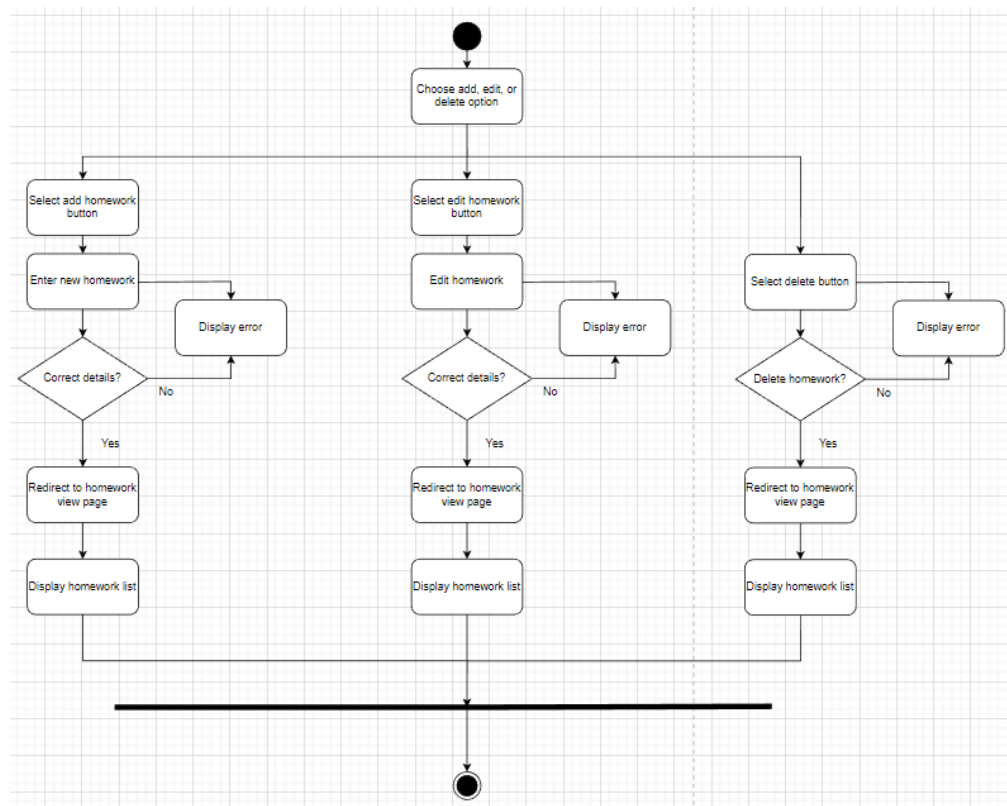 Choose add, edit, or
delete option
Select add homework
button
Select edit homework
button
Enter new homework
Edit homework
Select delete button
Display error
Display error
Display error
Correct details?
No
Correct details?
No
Delete homework?
No
Yes
Yes
Yes
Redirect to homework
view page
Redirect to homework
view page
Redirect to homework
view page
Display homework list
Display homework list
Display homework list